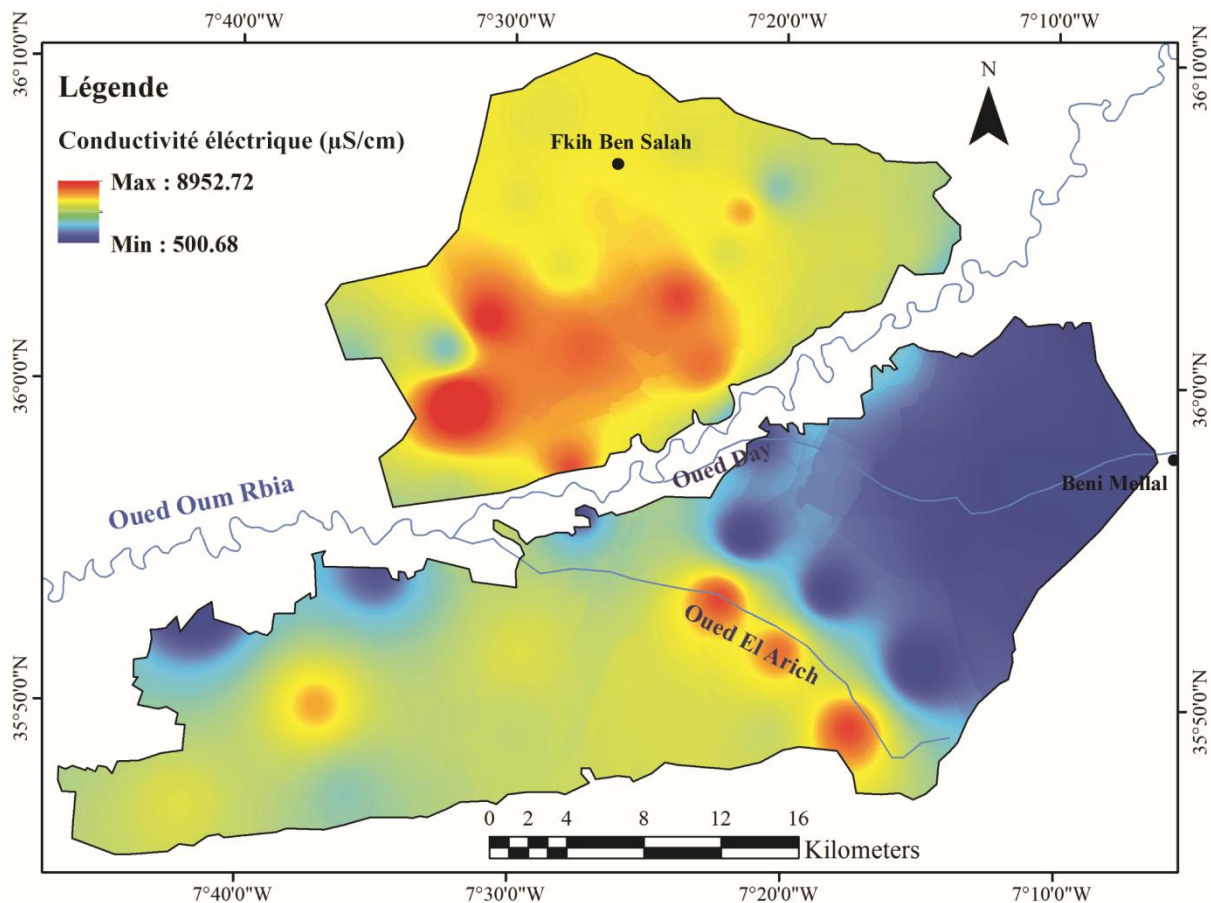 7°40'0"W 7°30'0"W 7°20'0"W 7°10'0"W
36°10'0"N
36°10'0"N
Légende
N
Conductivité éléctrique (µS/cm)
Max : 8952.72
Min : 500.68
Fkih Ben Salah
36°0'0"N
36°0'0"N
Oued Day
Beni Mellal
Oued Oum Rbia
Oued El Arich
35°50'0"N
35°50'0"N
0 2 4 8 12 16
Kilometers
7°40'0"W 7°30'0"W 7°20'0"W 7°10'0"W